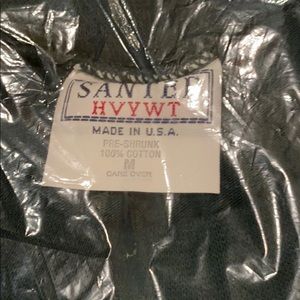 SANTEE
HVYWT
MADE IN U.S.A.
PRE-SHRUNK
100% COTTON
M
CARE OVER